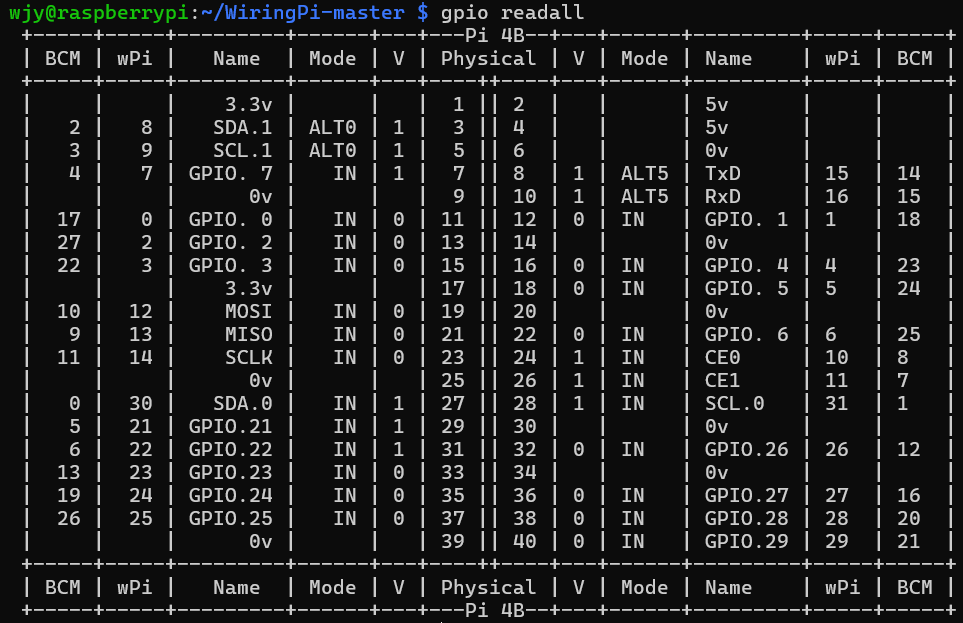 wjy@raspberrypi:~/WiringPi-master $ gpio readall
 +-----+-----+---------+------+---+---Pi 4B--+---+------+---------+-----+-----+
 | BCM | wPi |   Name  | Mode | V | Physical | V | Mode | Name    | wPi | BCM |
 +-----+-----+---------+------+---+----++----+---+------+---------+-----+-----+
 |     |     |    3.3v |      |   |  1 || 2  |   |      | 5v      |     |     |
 |   2 |   8 |   SDA.1 | ALT0 | 1 |  3 || 4  |   |      | 5v      |     |     |
 |   3 |   9 |   SCL.1 | ALT0 | 1 |  5 || 6  |   |      | 0v      |     |     |
 |   4 |   7 | GPIO. 7 |   IN | 1 |  7 || 8  | 1 | ALT5 | TxD     | 15  | 14  |
 |     |     |      0v |      |   |  9 || 10 | 1 | ALT5 | RxD     | 16  | 15  |
 |  17 |   0 | GPIO. 0 |   IN | 0 | 11 || 12 | 0 | IN   | GPIO. 1 | 1   | 18  |
 |  27 |   2 | GPIO. 2 |   IN | 0 | 13 || 14 |   |      | 0v      |     |     |
 |  22 |   3 | GPIO. 3 |   IN | 0 | 15 || 16 | 0 | IN   | GPIO. 4 | 4   | 23  |
 |     |     |    3.3v |      |   | 17 || 18 | 0 | IN   | GPIO. 5 | 5   | 24  |
 |  10 |  12 |    MOSI |   IN | 0 | 19 || 20 |   |      | 0v      |     |     |
 |   9 |  13 |    MISO |   IN | 0 | 21 || 22 | 0 | IN   | GPIO. 6 | 6   | 25  |
 |  11 |  14 |    SCLK |   IN | 0 | 23 || 24 | 1 | IN   | CE0     | 10  | 8   |
 |     |     |      0v |      |   | 25 || 26 | 1 | IN   | CE1     | 11  | 7   |
 |   0 |  30 |   SDA.0 |   IN | 1 | 27 || 28 | 1 | IN   | SCL.0   | 31  | 1   |
 |   5 |  21 | GPIO.21 |   IN | 1 | 29 || 30 |   |      | 0v      |     |     |
 |   6 |  22 | GPIO.22 |   IN | 1 | 31 || 32 | 0 | IN   | GPIO.26 | 26  | 12  |
 |  13 |  23 | GPIO.23 |   IN | 0 | 33 || 34 |   |      | 0v      |     |     |
 |  19 |  24 | GPIO.24 |   IN | 0 | 35 || 36 | 0 | IN   | GPIO.27 | 27  | 16  |
 |  26 |  25 | GPIO.25 |   IN | 0 | 37 || 38 | 0 | IN   | GPIO.28 | 28  | 20  |
 |     |     |      0v |      |   | 39 || 40 | 0 | IN   | GPIO.29 | 29  | 21  |
 +-----+-----+---------+------+---+----++----+---+------+---------+-----+-----+
 | BCM | wPi |   Name  | Mode | V | Physical | V | Mode | Name    | wPi | BCM |
 +-----+-----+---------+------+---+---Pi 4B--+---+------+---------+-----+-----+